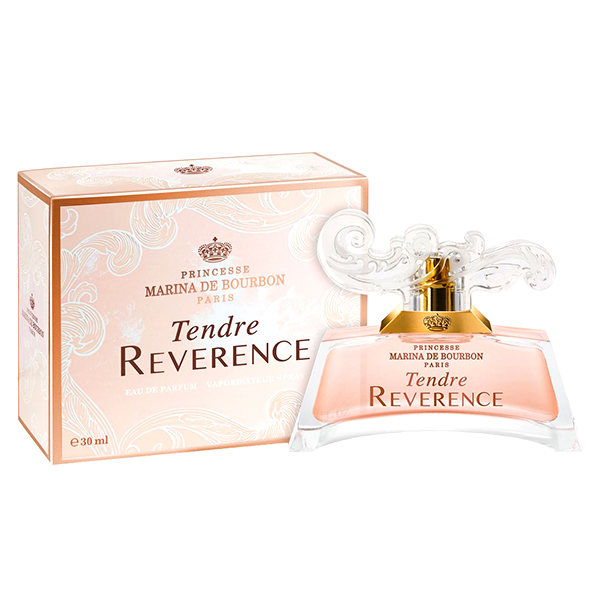 PRINCESSE
MARINA DE BOURBON
PARIS
Tendre
REVERENCE
EAU DE PARFUM
e 30 ml
PRINCESSE
MARINA DE BOURBON
PARIS
Tendre
REVERENCE